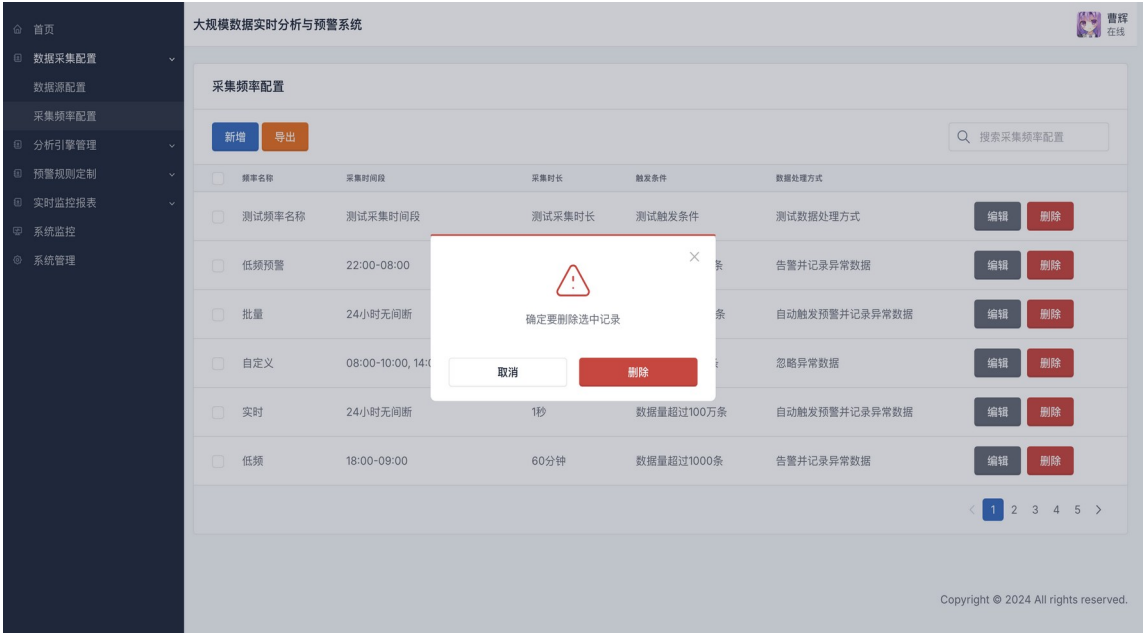 首页
数据采集配置
数据源配置
采集频率配置
分析引擎管理
预警规则定制
实时监控报表
系统监控
系统管理
大规模数据实时分析与预警系统
曹辉
在线
采集频率配置
新增 导出 搜索采集频率配置
频率名称 采集时间段 采集时长 触发条件 数据处理方式
测试频率名称 测试采集时间段 测试采集时长 测试触发条件 测试数据处理方式 编辑 删除
低频预警 22:00-08:00 条 告警并记录异常数据 编辑 删除
批量 24小时无间断 条 自动触发预警并记录异常数据 编辑 删除
自定义 08:00-10:00, 14:0 忽略异常数据 编辑 删除
实时 24小时无间断 1秒 数据量超过100万条 自动触发预警并记录异常数据 编辑 删除
低频 18:00-09:00 60分钟 数据量超过1000条 告警并记录异常数据 编辑 删除
确定要删除选中记录
取消 删除
1 2 3 4 5
Copyright © 2024 All rights reserved.